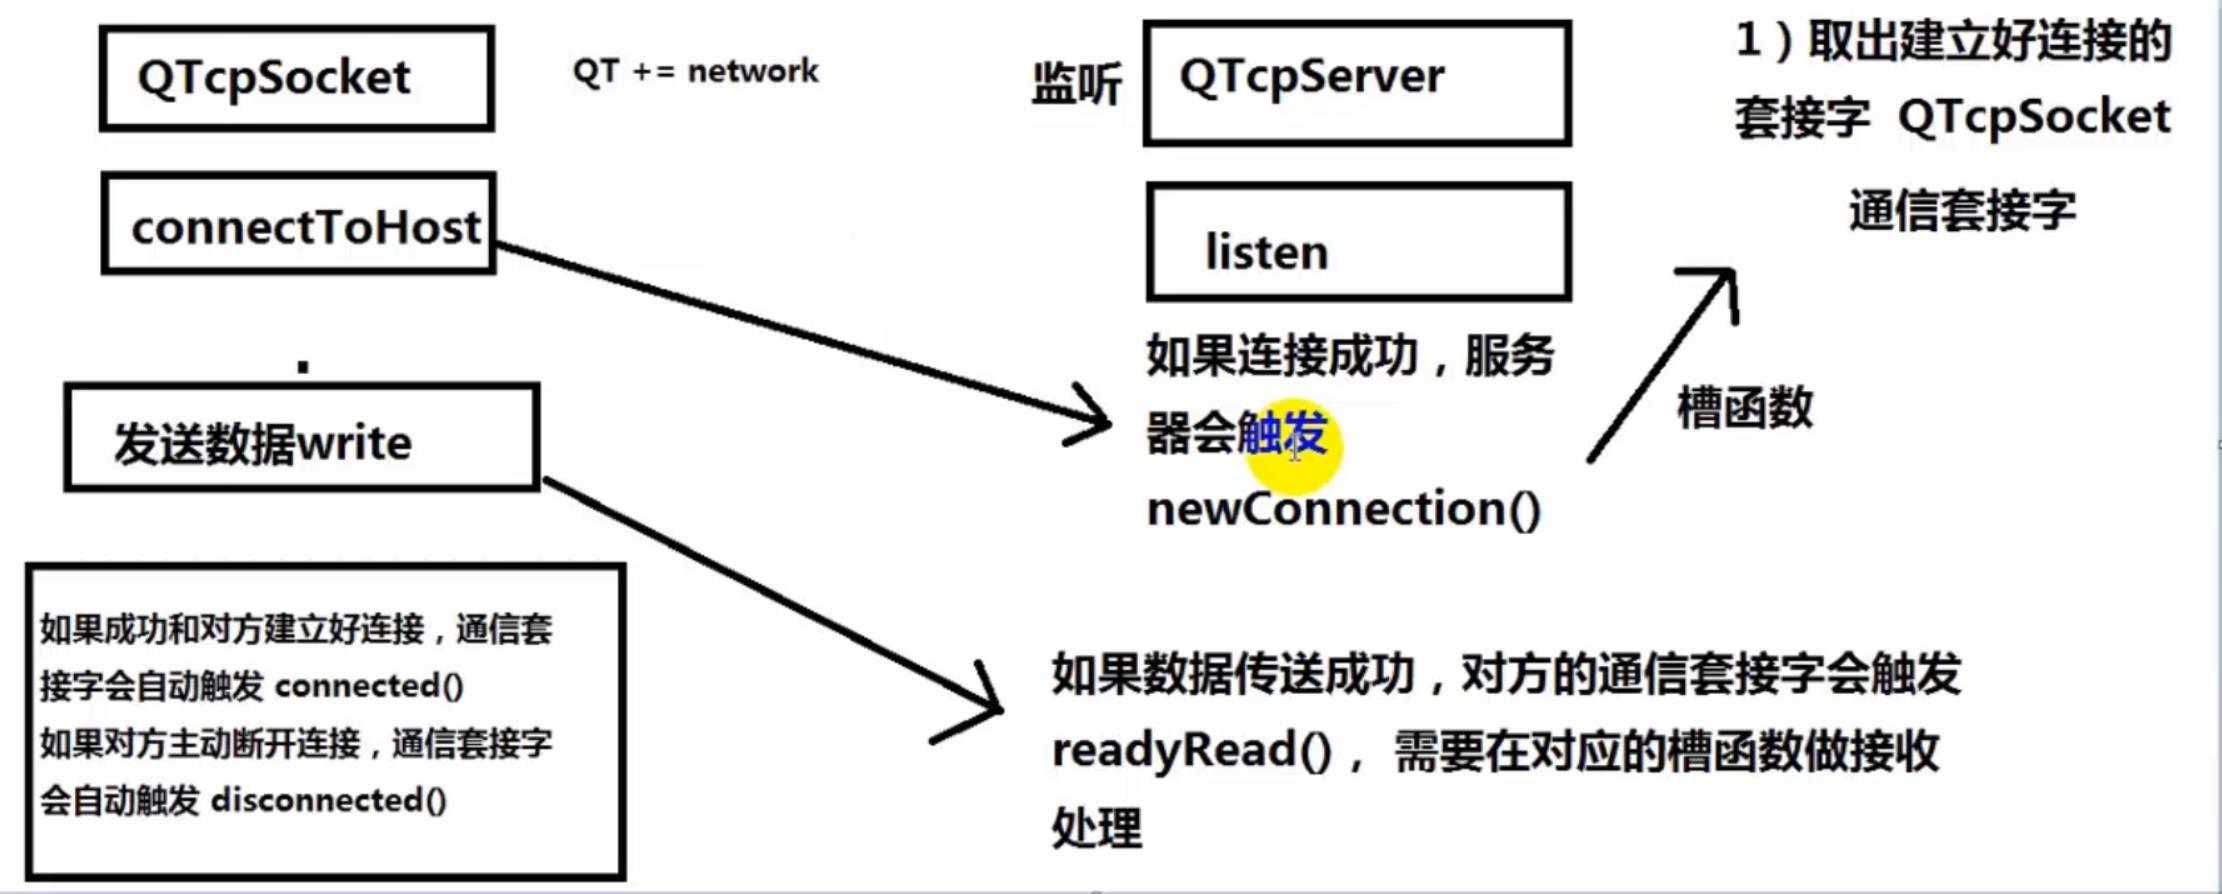 QTcpSocket
QT += network
connectToHost
发送数据write
如果成功和对方建立好连接，通信套
接字会自动触发 connected()
如果对方主动断开连接，通信套接字
会自动触发 disconnected()
监听
QTcpServer
listen
如果连接成功，服务
器会触发
newConnection()
槽函数
1）取出建立好连接的
套接字 QTcpSocket
通信套接字
如果数据传送成功，对方的通信套接字会触发
readyRead()， 需要在对应的槽函数做接收
处理